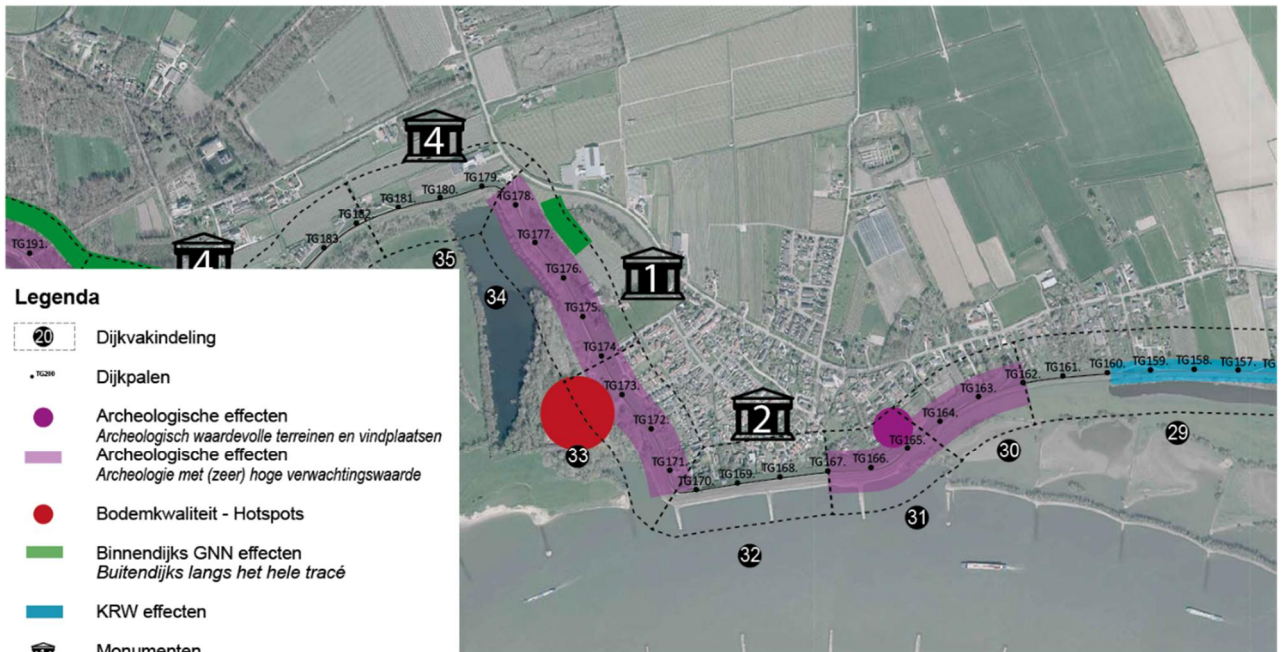 4
TG179.
TG180.
TG181.
TG178.
TG182.
TG183.
TG177.
TG191.
4
35
TG176.
1
34
TG175.
TG174.
TG162.
TG161.
TG160.
TG159.
TG158.
TG157.
TG
TG173.
TG163.
2
TG172.
TG164.
29
TG165.
30
33
TG171.
TG166.
TG167.
TG168.
TG169.
TG170.
31
32
Legenda
20 Dijkvakindeling
TG200 Dijkpalen
Archeologische effecten
Archeologisch waardevolle terreinen en vindplaatsen
Archeologische effecten
Archeologie met (zeer) hoge verwachtingswaarde
Bodemkwaliteit - Hotspots
Binnendijks GNN effecten
Buitendijks langs het hele tracé
KRW effecten
Monumenten